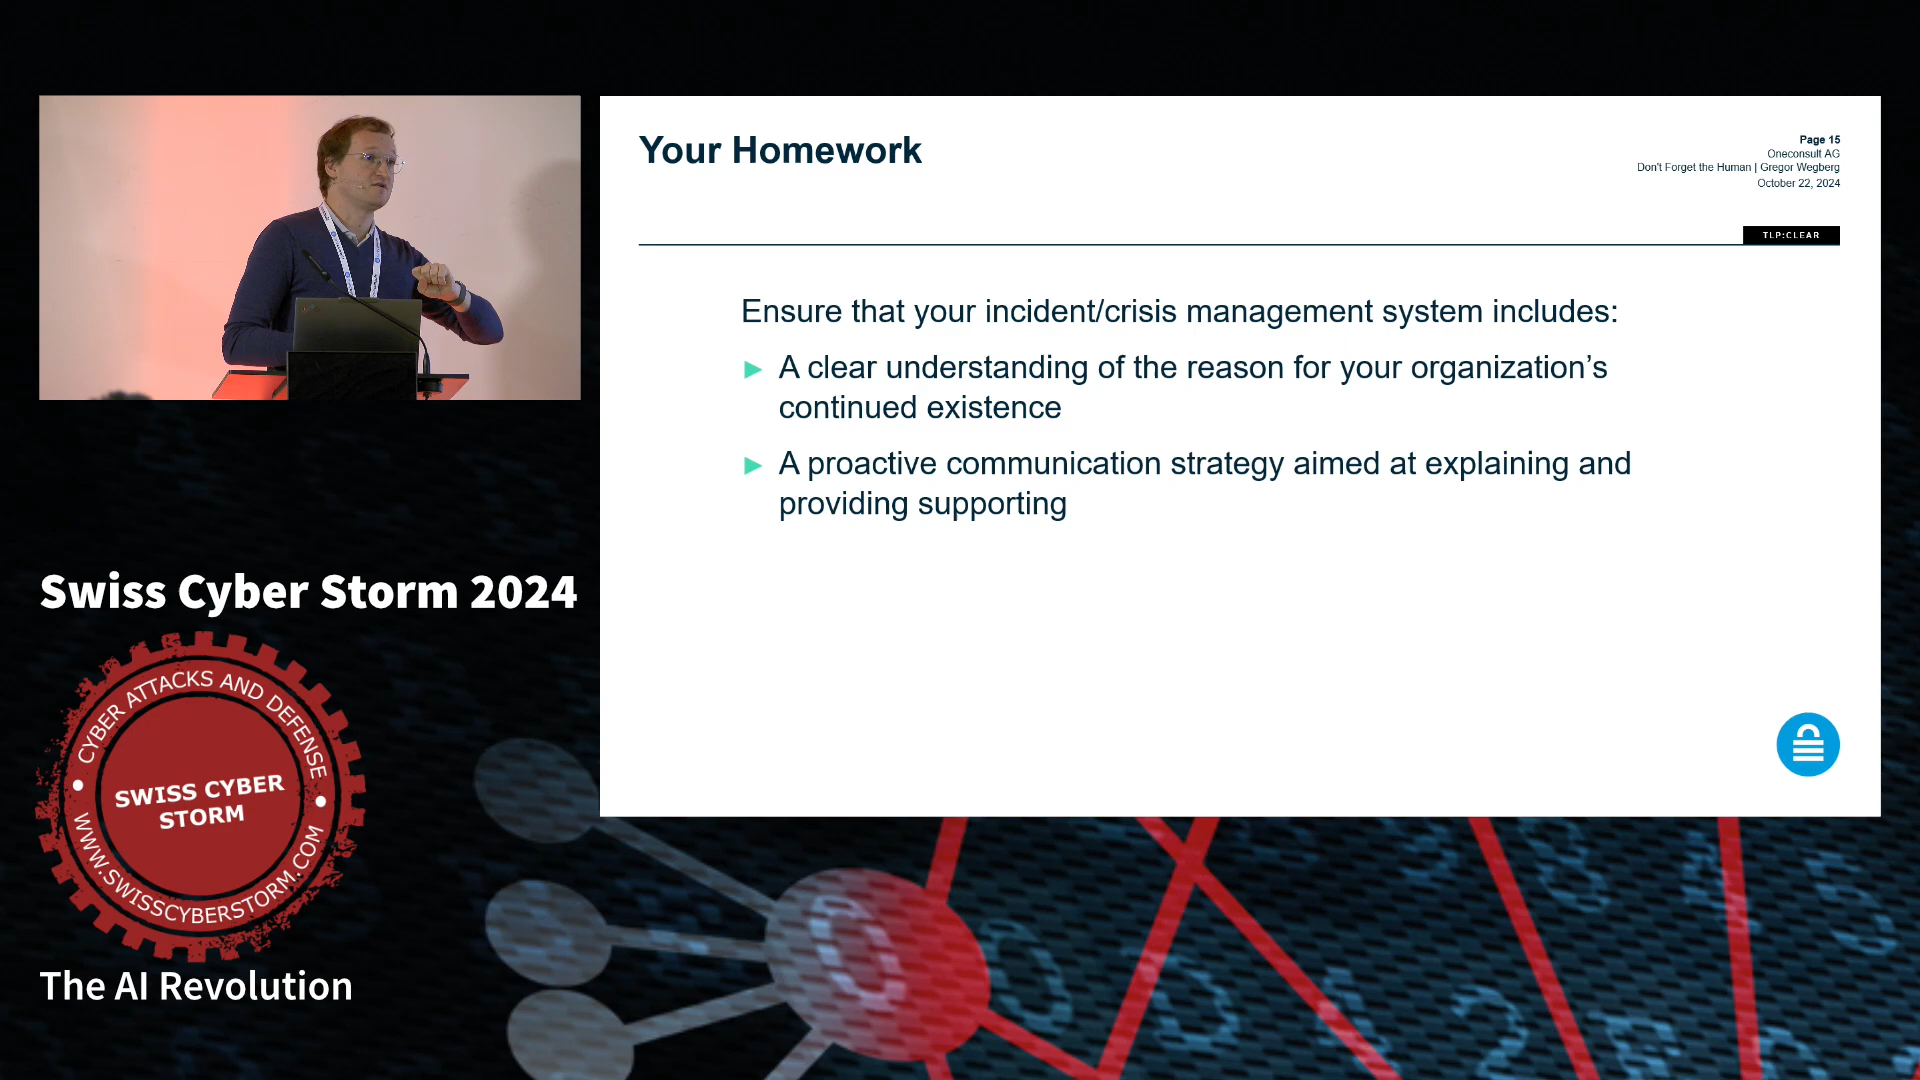 Your Homework
Page 15
Oneconsult AG
Don't Forget the Human | Gregor Wegberg
October 22, 2024
TLP:CLEAR
Ensure that your incident/crisis management system includes:
► A clear understanding of the reason for your organization’s
continued existence
► A proactive communication strategy aimed at explaining and
providing supporting
Swiss Cyber Storm 2024
CYBER ATTACKS AND DEFENSE
SWISS CYBER
STORM
WWW.SWISSCYBERSTORM.COM
The AI Revolution